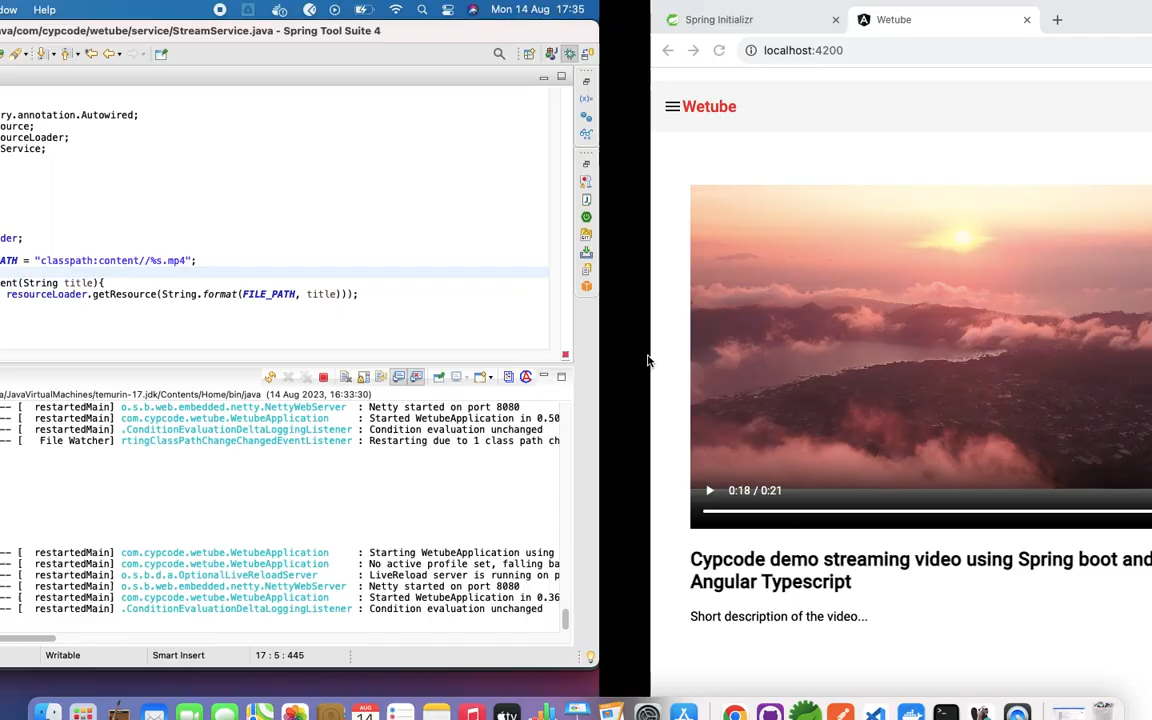 dow Help
Mon 14 Aug 17:35
va/com/cypcode/wetube/service/StreamService.java - Spring Tool Suite 4
ry.annotation.Autowired;
ource;
ourceLoader;
Service;
der;
PATH = "classpath:content//%s.mp4";
ent(String title){
resourceLoader.getResource(String.format(FILE_PATH, title)));
a/JavaVirtualMachines/temurin-17.jdk/Contents/Home/bin/java (14 Aug 2023, 16:33:30)
-- [ restartedMain] o.s.b.web.embedded.netty.NettyWebServer : Netty started on port 8080
-- [ restartedMain] com.cypcode.wetube.WetubeApplication : Started WetubeApplication in 0.50
-- [ restartedMain] .ConditionEvaluationDeltaLoggingListener : Condition evaluation unchanged
-- [ File Watcher] rtingClassPathChangeChangedEventListener : Restarting due to 1 class path ch
-- [ restartedMain] com.cypcode.wetube.WetubeApplication : Starting WetubeApplication using
-- [ restartedMain] com.cypcode.wetube.WetubeApplication : No active profile set, falling ba
-- [ restartedMain] o.s.b.d.a.OptionalLiveReloadServer : LiveReload server is running on p
-- [ restartedMain] o.s.b.web.embedded.netty.NettyWebServer : Netty started on port 8080
-- [ restartedMain] com.cypcode.wetube.WetubeApplication : Started WetubeApplication in 0.36
-- [ restartedMain] .ConditionEvaluationDeltaLoggingListener : Condition evaluation unchanged
Writable Smart Insert 17 : 5 : 445
Spring Initializr
Wetube
localhost:4200
Wetube
0:18 / 0:21
Cypcode demo streaming video using Spring boot and
Angular Typescript
Short description of the video...
AUG
14
tv